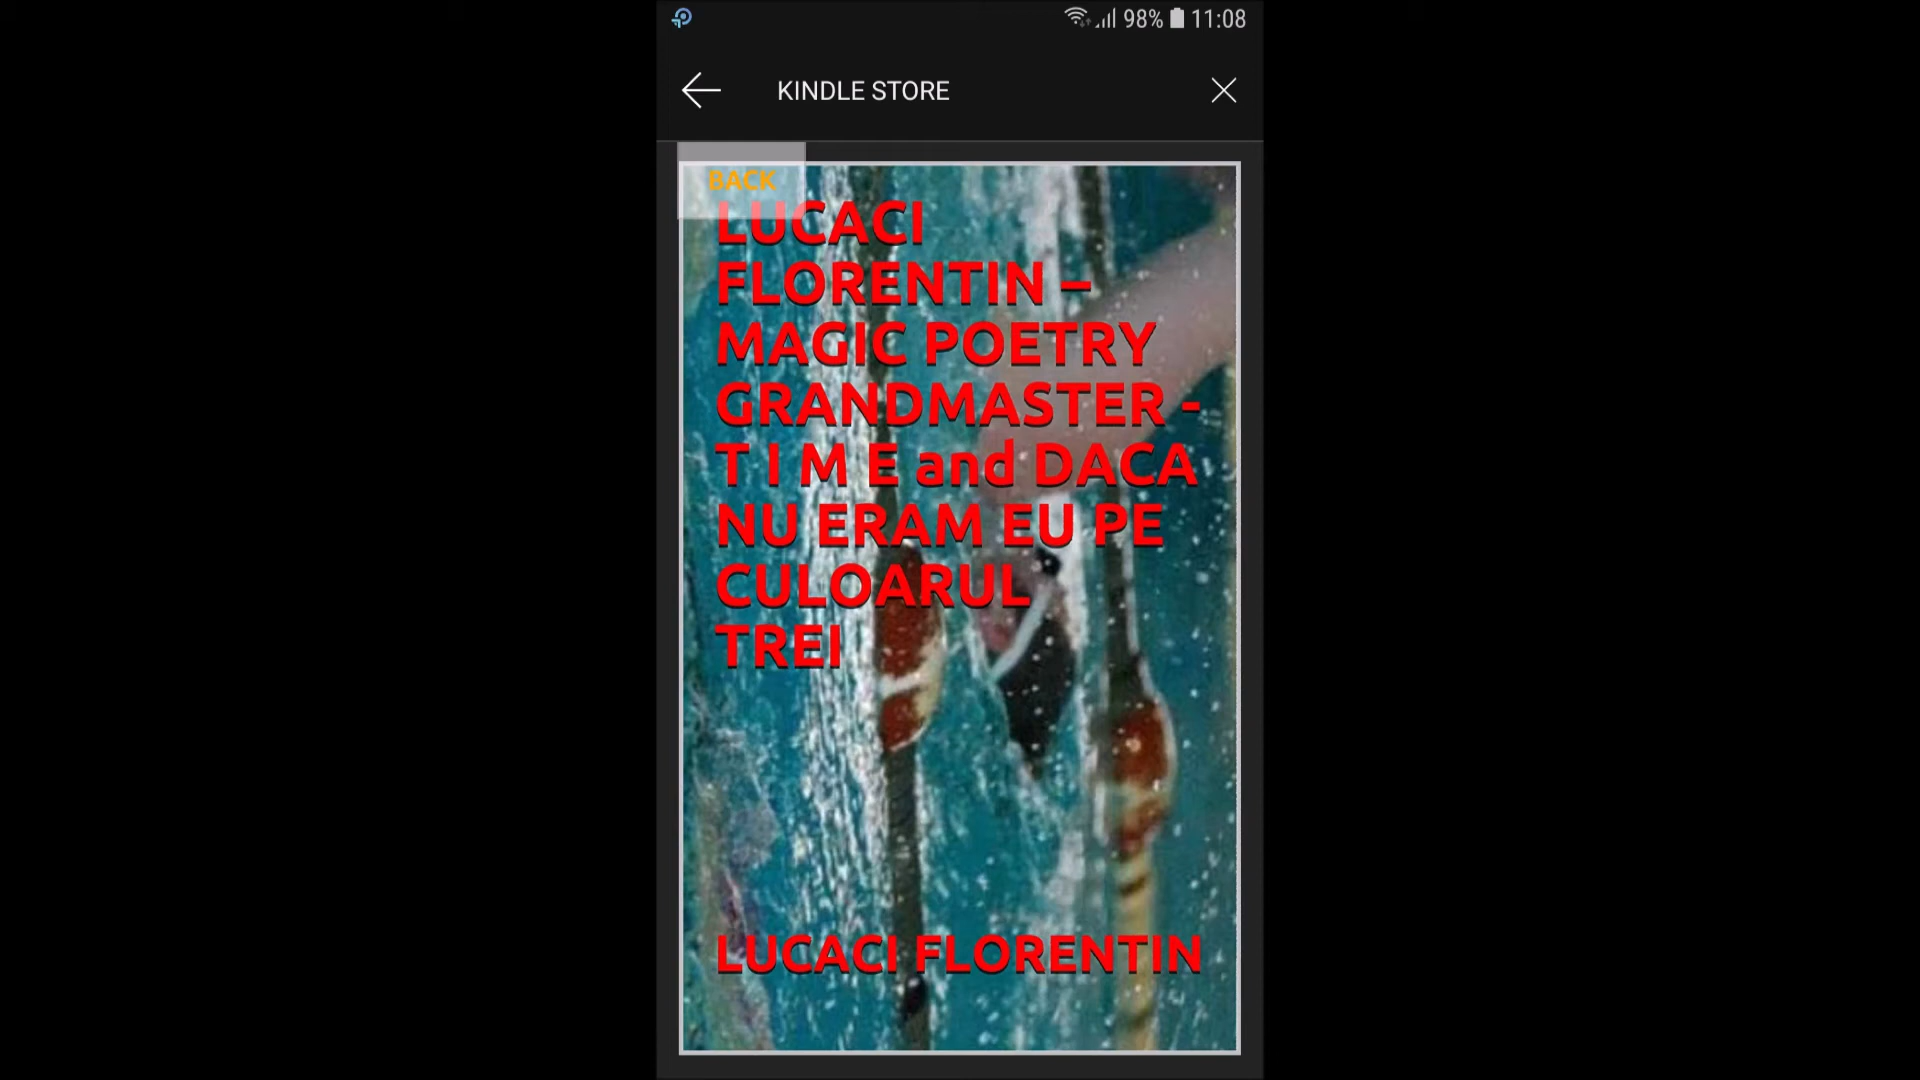 98% 11:08
KINDLE STORE
BACK
LUCACI
FLORENTIN –
MAGIC POETRY
GRANDMASTER -
T I M E and DACA
NU ERAM EU PE
CULOARUL
TREI
LUCACI FLORENTIN